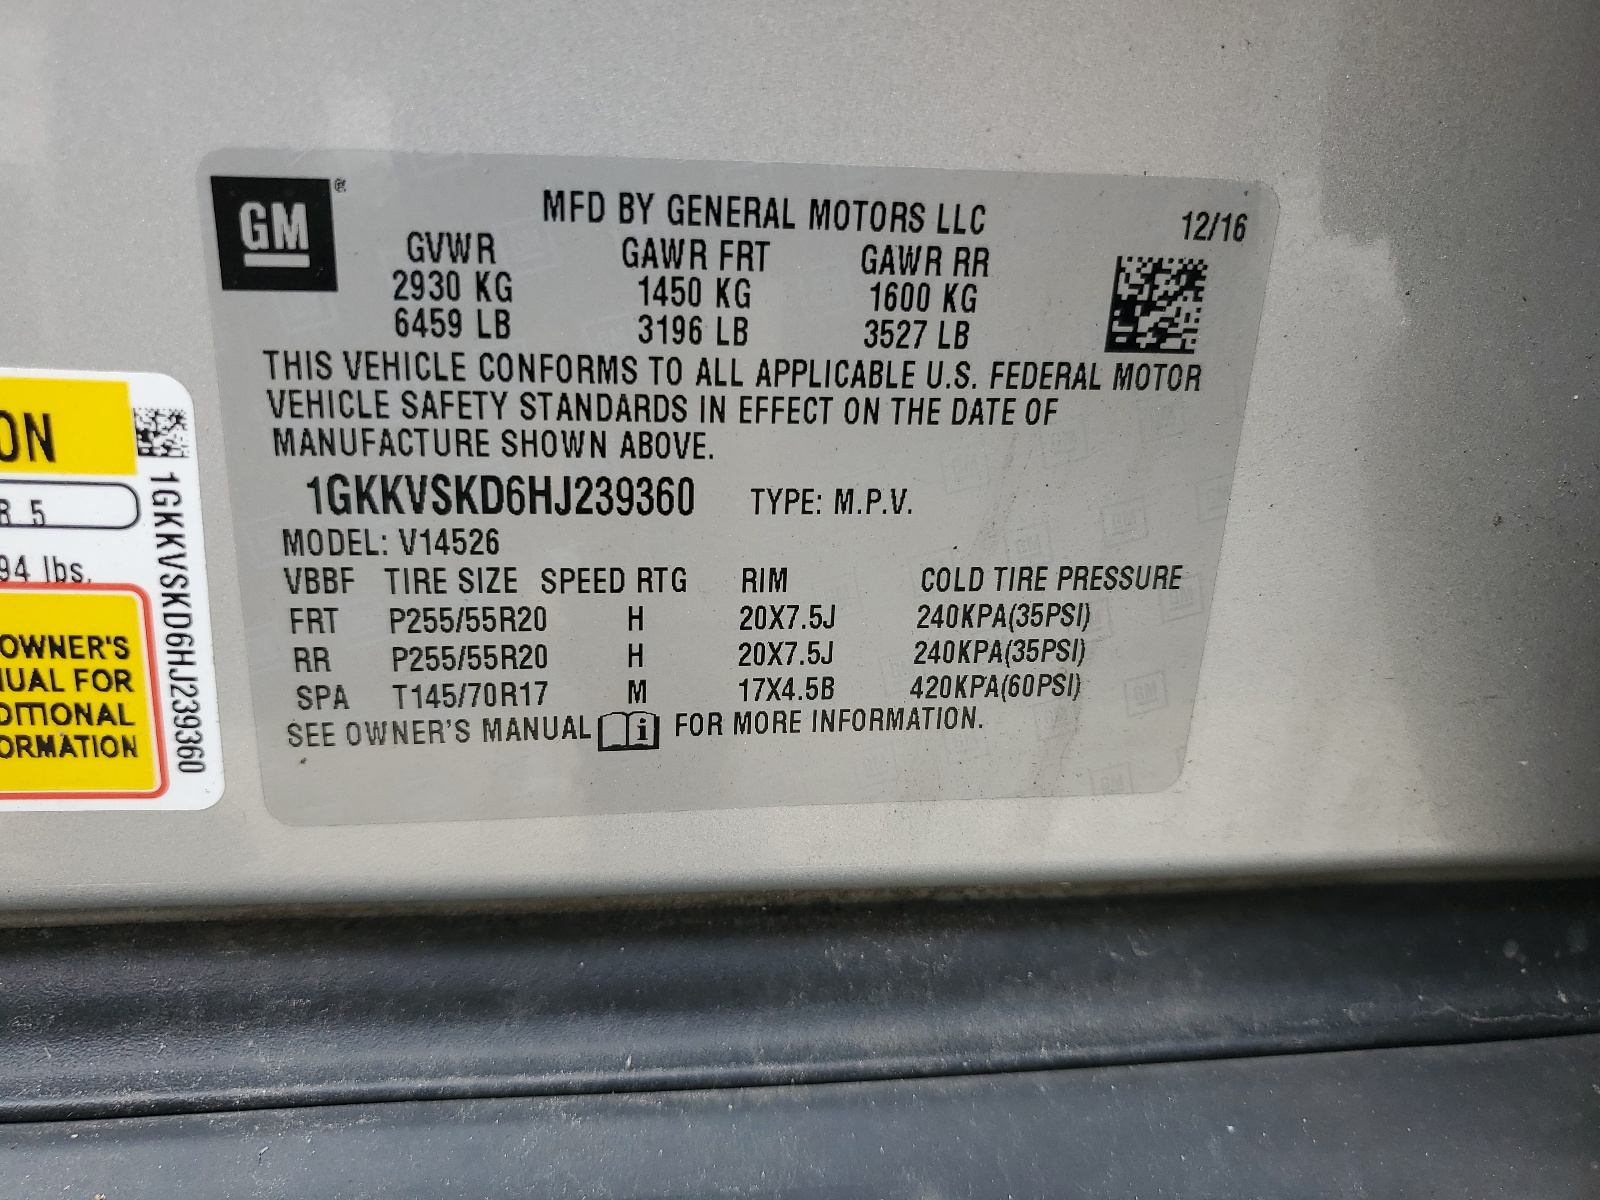 GM ®
MFD BY GENERAL MOTORS LLC 12/16
GVWR GAWR FRT GAWR RR
2930 KG 1450 KG 1600 KG
6459 LB 3196 LB 3527 LB
THIS VEHICLE CONFORMS TO ALL APPLICABLE U.S. FEDERAL MOTOR
VEHICLE SAFETY STANDARDS IN EFFECT ON THE DATE OF
MANUFACTURE SHOWN ABOVE.
1GKKVSKD6HJ239360 TYPE: M.P.V.
MODEL: V14526
VBBF TIRE SIZE SPEED RTG RIM COLD TIRE PRESSURE
FRT P255/55R20 H 20X7.5J 240KPA(35PSI)
RR P255/55R20 H 20X7.5J 240KPA(35PSI)
SPA T145/70R17 M 17X4.5B 420KPA(60PSI)
SEE OWNER'S MANUAL i FOR MORE INFORMATION.
ON
R 5
94 lbs.
OWNER'S
NUAL FOR
DITIONAL
ORMATION
1GKKVSKD6HJ239360